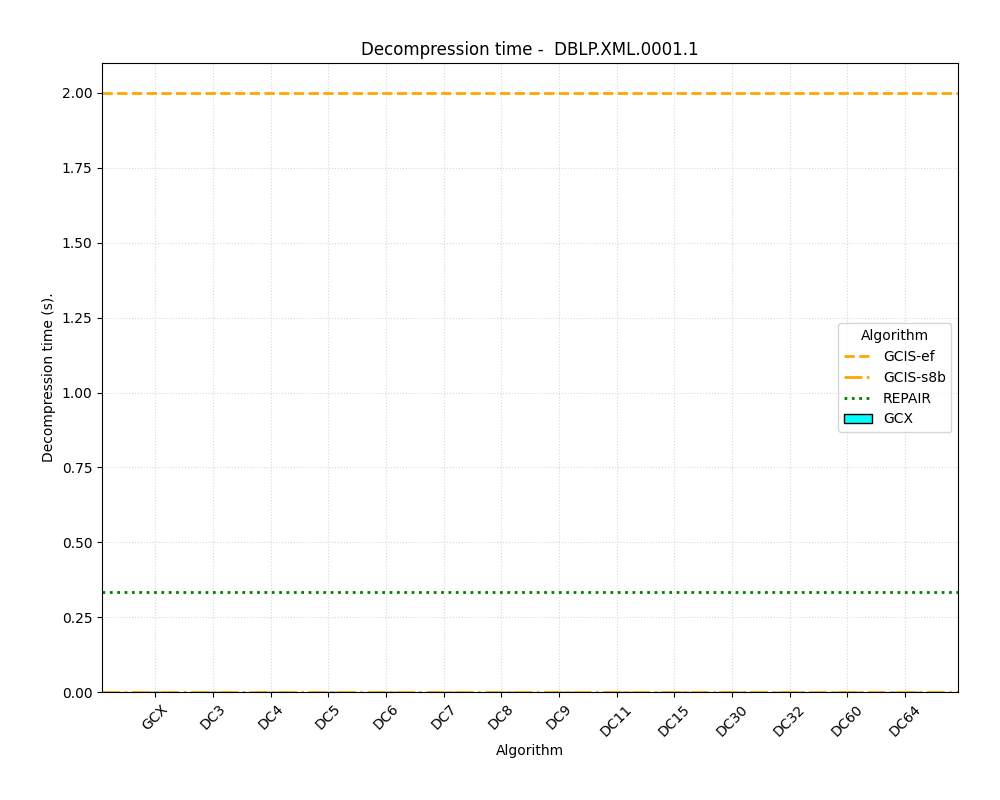 Decompression time -  DBLP.XML.0001.1
2.00
1.75
1.50
1.25
1.00
0.75
0.50
0.25
0.00
Decompression time (s).
Algorithm
GCIS-ef
GCIS-s8b
REPAIR
GCX
GCX
DC3
DC4
DC5
DC6
DC7
DC8
DC9
DC11
DC15
DC30
DC32
DC60
DC64
Algorithm